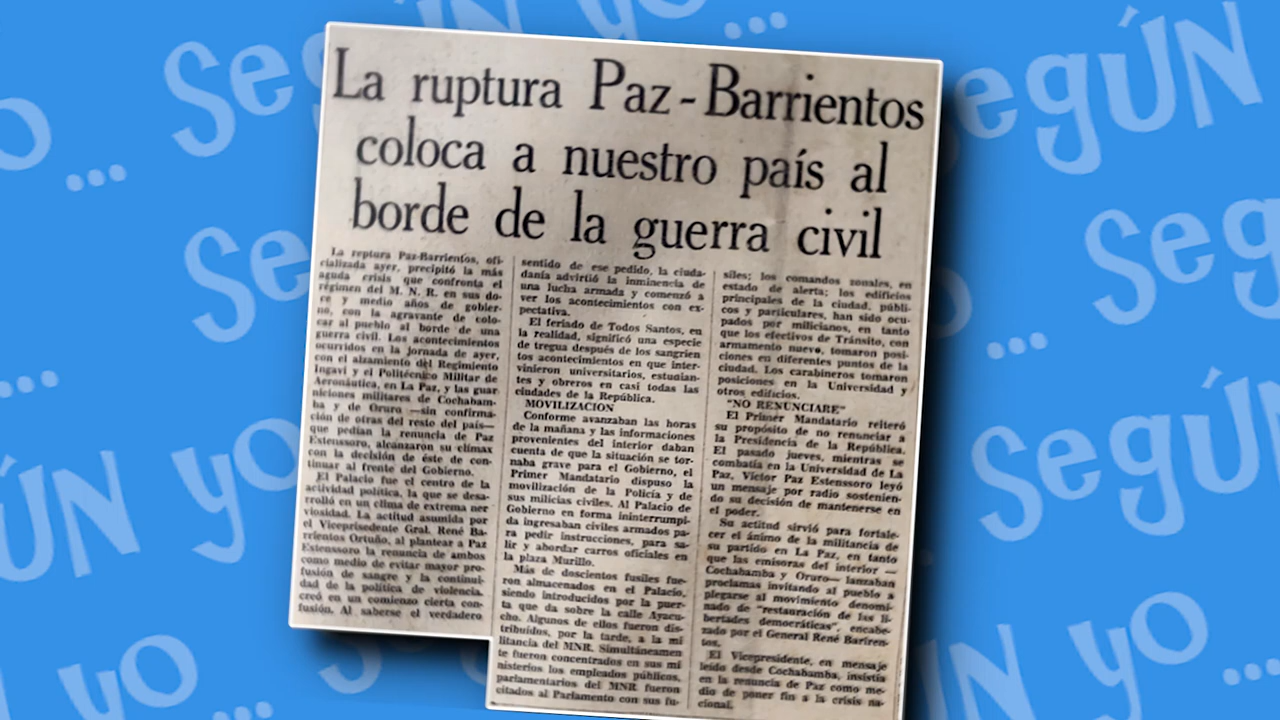 La ruptura Paz-Barrientos
coloca a nuestro país al
borde de la guerra civil
La ruptura Paz-Barrientos, ofi-
cializada ayer, precipitó la más
aguda crisis que confronta el
régimen del M. N. R. en sus do-
ce y medio años de gobier-
no, con la agravante de colo-
car al pueblo al borde de una
guerra civil. Los acontecimientos
ocurridos en la jornada de ayer,
con el alzamiento del Regimiento
Ingavi y el Politécnico Militar de
Aeronáutica, en La Paz, y las guar
niciones militares de Cochabam-
ba y de Oruro —sin confirma-
ción de otras del resto del país—
que pedían la renuncia de Paz
Estenssoro, alcanzaron su clímax
con la decisión de éste de con-
tinuar al frente del Gobierno.
El Palacio fue el centro de la
actividad política, la que se desa-
rrolló en un clima de extrema ner
viosidad. La actitud asumida por
el Viceprisedente Gral. René Ba-
rrientos Ortuño, al plantear a Paz
Estenssoro la renuncia de ambos
como medio de evitar mayor pro-
fusión de sangre y la continui-
dad de la política de violencia,
creó en un comienzo cierta con-
fusión. Al saberse el verdadero
sentido de ese pedido, la ciuda-
danía advirtió la inminencia de
una lucha armada y comenzó a
ver los acontecimientos con ex-
pectativa.
El feriado de Todos Santos, en
la realidad, significó una especie
de tregua después de los sangrien
tos acontecimientos en que inter-
vinieron universitarios, estudian-
tes y obreros en casi todas las
ciudades de la República.
MOVILIZACION
Conforme avanzaban las horas
de la mañana y las informaciones
provenientes del interior daban
cuenta de que la situación se tor-
naba grave para el Gobierno, el
Primer Mandatario dispuso la
movilización de la Policía y de
sus milicias civiles. Al Palacio de
Gobierno en forma ininterrumpi-
da ingresaban civiles armados pa-
ra pedir instrucciones, para sa-
lir y abordar carros oficiales en
la plaza Murillo.
Más de doscientos fusiles fue-
ron almacenados en el Palacio,
siendo introducidos por la puer-
ta que da sobre la calle Ayacu-
cho. Algunos de ellos fueron dis-
tribuidos, por la tarde, a la mi
litancia del MNR. Simultáneamen
te fueron concentrados en sus mi
nisterios los empleados públicos,
parlamentarios del MNR fueron
citados al Parlamento con sus fu-
siles; los comandos zonales, en
estado de alerta; los edificios
principales de la ciudad, públi-
cos y particulares, han sido ocu-
pados por milicianos, en tanto
que los efectivos de Tránsito, con
armamento nuevo, tomaron posi-
ciones en diferentes puntos de la
ciudad. Los carabineros tomaron
posiciones en la Universidad y
otros edificios.
"NO RENUNCIARE"
El Primer Mandatario reiteró
su propósito de no renunciar a
la Presidencia de la República.
El pasado jueves, mientras se
combatía en la Universidad de La
Paz, Víctor Paz Estenssoro leyó
un mensaje por radio sostenien-
do su decisión de mantenerse en
el poder.
Su actitud sirvió para fortale-
cer el ánimo de la militancia de
su partido en La Paz, en tanto
que las emisoras del interior —
Cochabamba y Oruro— lanzaban
proclamas invitando al pueblo a
plegarse al movimiento denomi-
nado de "restauración de las li-
bertades democráticas", encabe-
zado por el General René Barrien-
tos.
El Vicepresidente, en mensaje
leído desde Cochabamba, insistía
en la renuncia de Paz como me-
dio de poner fin a la crisis na-
cional.
Según yo...
Según yo...
Según yo...
Según yo...